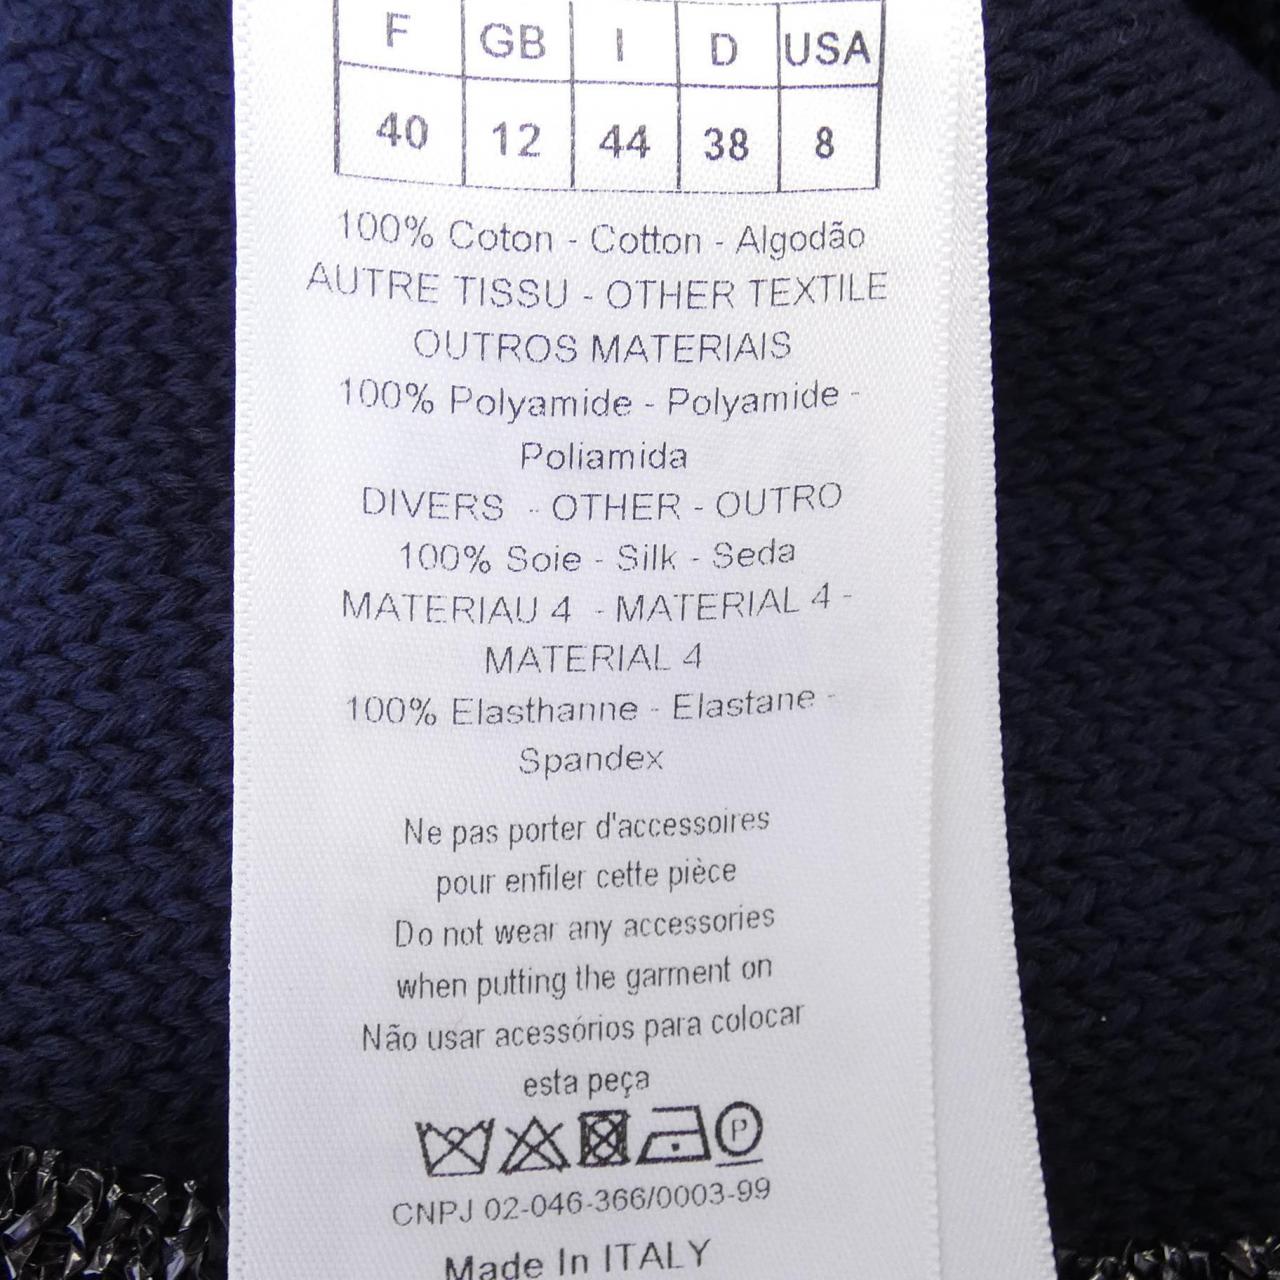 F GB I D USA
40 12 44 38 8
100% Coton - Cotton - Algodão
AUTRE TISSU - OTHER TEXTILE
OUTROS MATERIAIS
100% Polyamide - Polyamide -
Poliamida
DIVERS - OTHER - OUTRO
100% Soie - Silk - Seda
MATERIAU 4 - MATERIAL 4 -
MATERIAL 4
100% Elasthanne - Elastane -
Spandex
Ne pas porter d'accessoires
pour enfiler cette pièce
Do not wear any accessories
when putting the garment on
Não usar acessórios para colocar
esta peça
P
CNPJ 02-046-366/0003-99
Made In ITALY